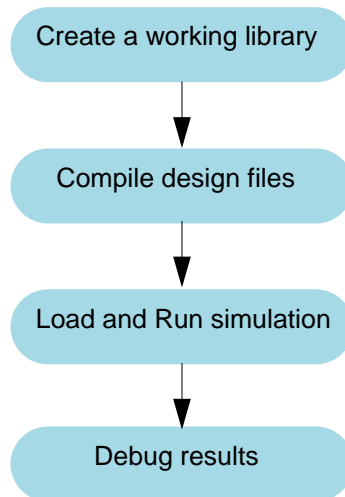 Create a working library
Compile design files
Load and Run simulation
Debug results